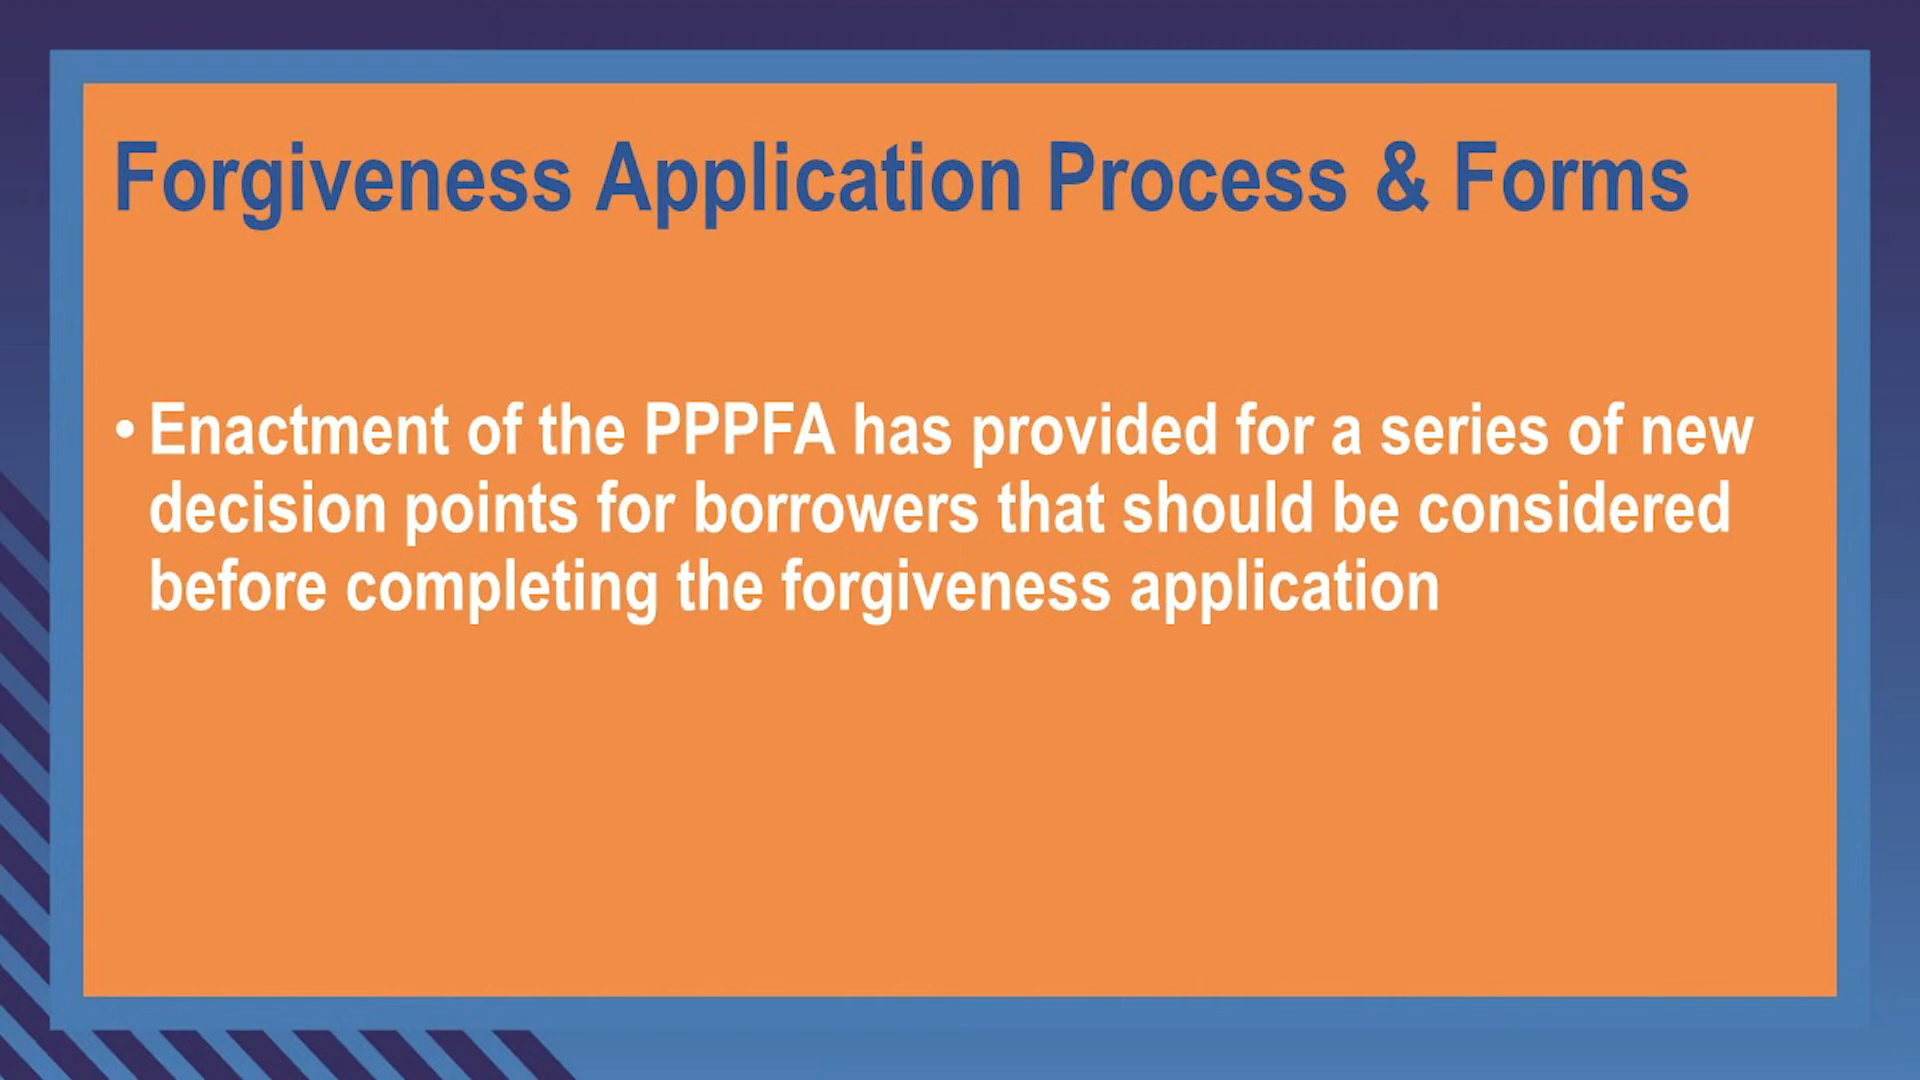 Forgiveness Application Process & Forms
• Enactment of the PPPFA has provided for a series of new
decision points for borrowers that should be considered
before completing the forgiveness application